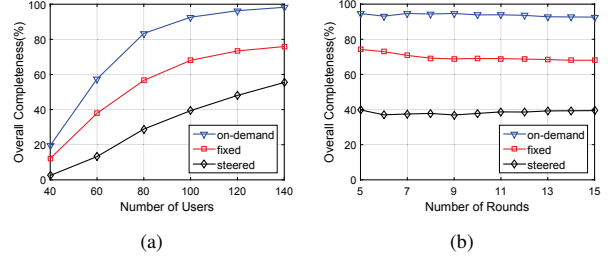 100
80
60
40
20
0
40 60 80 100 120 140
Overall Completeness(%)
Number of Users
on-demand
fixed
steered
(a)
100
80
60
40
20
0
5 7 9 11 13 15
Overall Completeness(%)
Number of Rounds
on-demand
fixed
steered
(b)